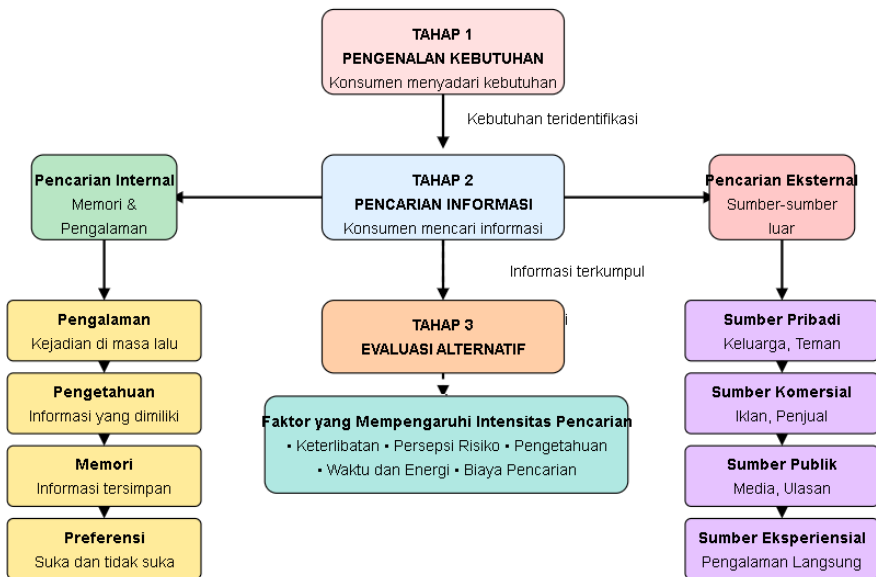 TAHAP 1
PENGENALAN KEBUTUHAN
Konsumen menyadari kebutuhan
Kebutuhan teridentifikasi
Pencarian Internal
Memori &
Pengalaman
TAHAP 2
PENCARIAN INFORMASI
Konsumen mencari informasi
Pencarian Eksternal
Sumber-sumber
luar
Informasi terkumpul
Pengalaman
Kejadian di masa lalu
Pengetahuan
Informasi yang dimiliki
Memori
Informasi tersimpan
Preferensi
Suka dan tidak suka
TAHAP 3
EVALUASI ALTERNATIF
Faktor yang Mempengaruhi Intensitas Pencarian
▪ Keterlibatan ▪ Persepsi Risiko ▪ Pengetahuan
▪ Waktu dan Energi ▪ Biaya Pencarian
Sumber Pribadi
Keluarga, Teman
Sumber Komersial
Iklan, Penjual
Sumber Publik
Media, Ulasan
Sumber Eksperiensial
Pengalaman Langsung